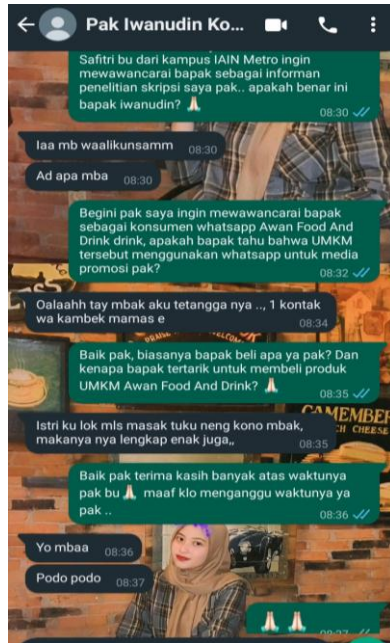 Pak Iwanudin Ko...
Safitri bu dari kampus IAIN Metro ingin
mewawancarai bapak sebagai informan
penelitian skripsi saya pak.. apakah benar ini
bapak iwanudin? 🙏🏻
08:30
Iaa mb waalikunsamm 08:30
Ad apa mba 08:30
Begini pak saya ingin mewawancarai bapak
sebagai konsumen whatsapp Awan Food And
Drink drink, apakah bapak tahu bahwa UMKM
tersebut menggunakan whatsapp untuk media
promosi pak?
08:32
Oalaahh tay mbak aku tetangga nya .., 1 kontak
wa kambek mamas e
08:34
Baik pak, biasanya bapak beli apa ya pak? Dan
kenapa bapak tertarik untuk membeli produk
UMKM Awan Food And Drink? 🙏🏻
08:35
CAMEMBER
CH CHEESE
Istri ku lok mls masak tuku neng kono mbak,
makanya nya lengkap enak juga,,
08:35
Baik pak terima kasih banyak atas waktunya
pak bu 🙏🏻 maaf klo menganggu waktunya ya
pak ..
08:36
Yo mbaa 08:36
Podo podo 08:37
🙏🏻 🙏🏻
08:37